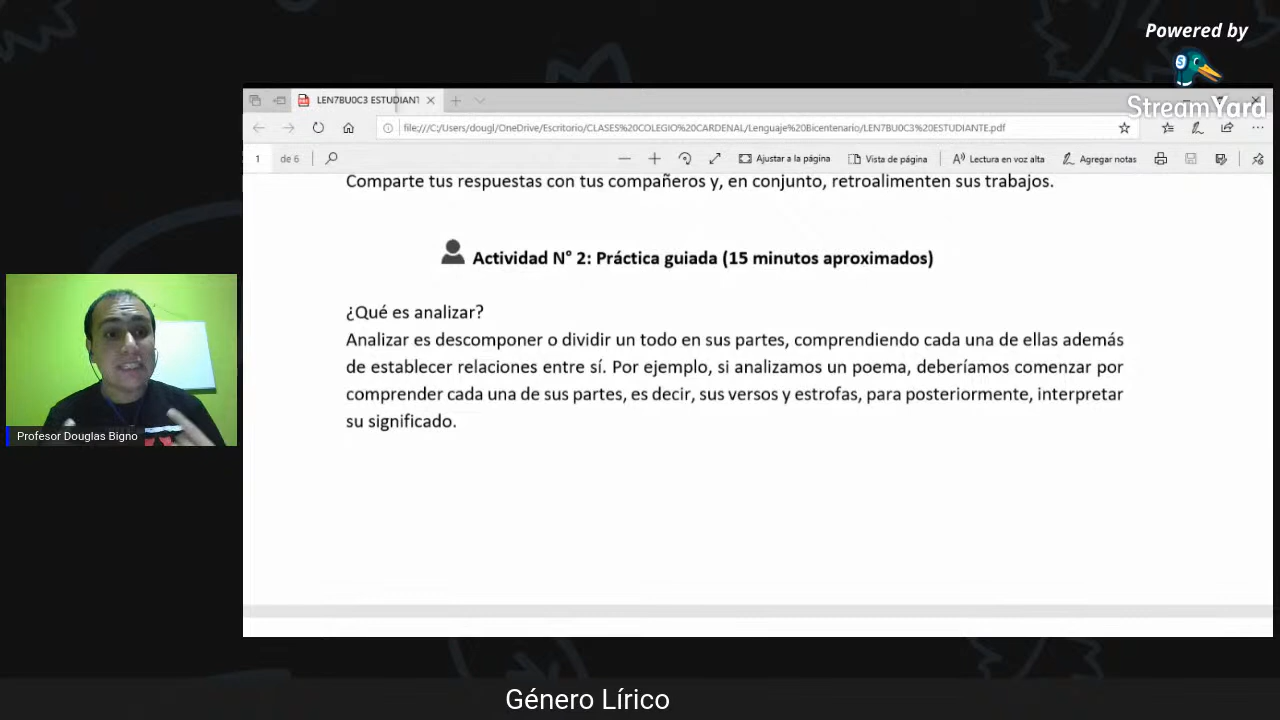 Powered by
StreamYard
LEN7BU0C3 ESTUDIANT
file:///C:/Users/dougl/OneDrive/Escritorio/CLASES%20COLEGIO%20CARDENAL/Lenguaje%20Bicentenario/LEN7BU0C3%20ESTUDIANTE.pdf
1 de 6 Ajustar a la página Vista de página Lectura en voz alta Agregar notas
Comparte tus respuestas con tus compañeros y, en conjunto, retroalimenten sus trabajos.
Actividad N° 2: Práctica guiada (15 minutos aproximados)
¿Qué es analizar?
Analizar es descomponer o dividir un todo en sus partes, comprendiendo cada una de ellas además
de establecer relaciones entre sí. Por ejemplo, si analizamos un poema, deberíamos comenzar por
comprender cada una de sus partes, es decir, sus versos y estrofas, para posteriormente, interpretar
su significado.
Profesor Douglas Bigno
Género Lírico